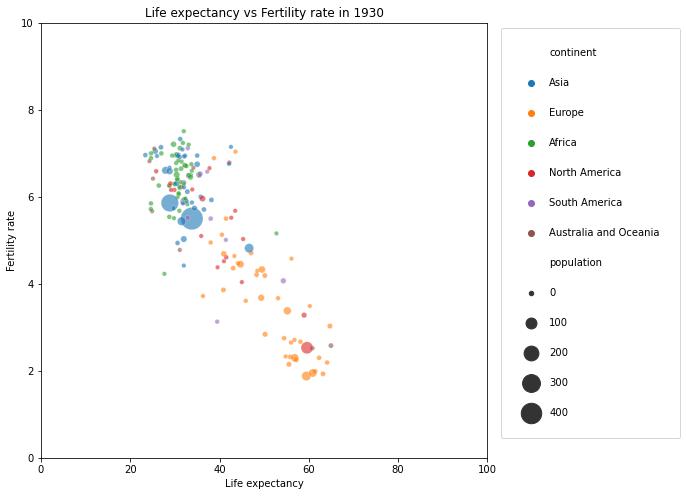 Life expectancy vs Fertility rate in 1930
10
8
6
4
2
0
Fertility rate
0 20 40 60 80 100
Life expectancy
continent
Asia
Europe
Africa
North America
South America
Australia and Oceania
population
0
100
200
300
400